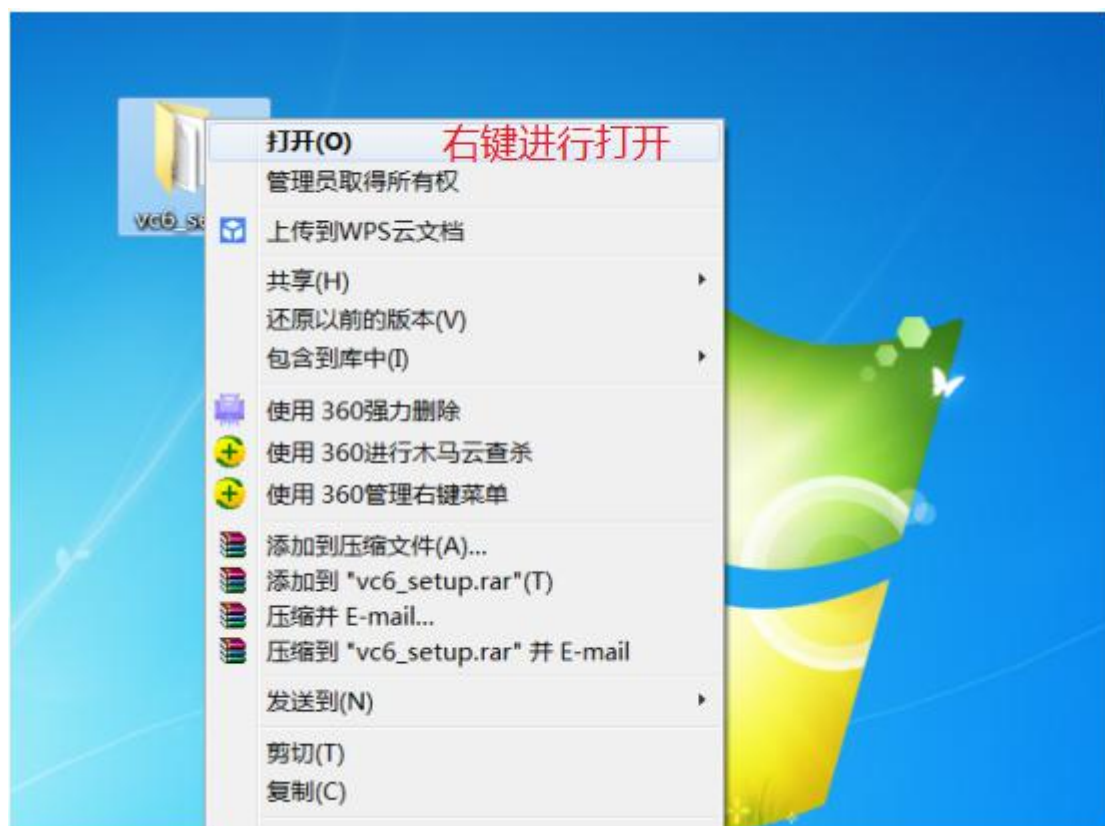 打开(O) 右键进行打开
管理员取得所有权
vc6_se
上传到WPS云文档
共享(H)
还原以前的版本(V)
包含到库中(I)
使用 360强力删除
使用 360进行木马云查杀
使用 360管理右键菜单
添加到压缩文件(A)...
添加到 "vc6_setup.rar"(T)
压缩并 E-mail...
压缩到 "vc6_setup.rar" 并 E-mail
发送到(N)
剪切(T)
复制(C)